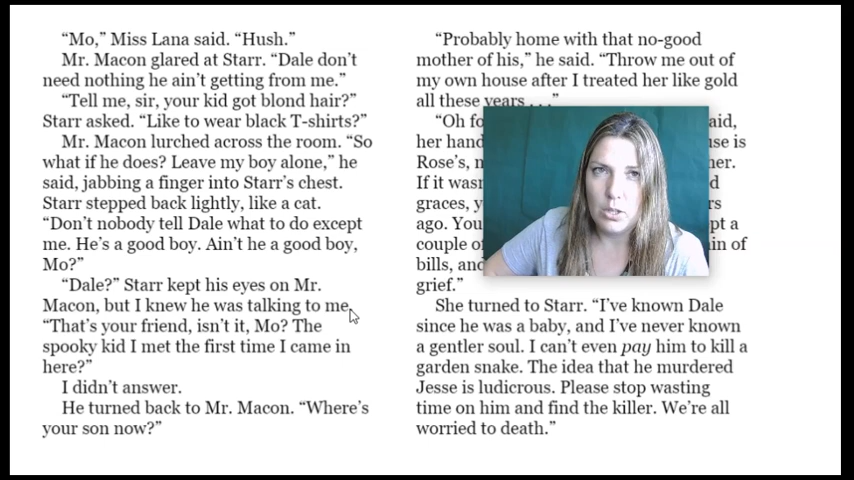 “Mo,” Miss Lana said. “Hush.”
Mr. Macon glared at Starr. “Dale don’t
need nothing he ain’t getting from me.”
“Tell me, sir, your kid got blond hair?”
Starr asked. “Like to wear black T-shirts?”
Mr. Macon lurched across the room. “So
what if he does? Leave my boy alone,” he
said, jabbing a finger into Starr’s chest.
Starr stepped back lightly, like a cat.
“Don’t nobody tell Dale what to do except
me. He’s a good boy. Ain’t he a good boy,
Mo?”
“Dale?” Starr kept his eyes on Mr.
Macon, but I knew he was talking to me.
“That’s your friend, isn’t it, Mo? The
spooky kid I met the first time I came in
here?”
I didn’t answer.
He turned back to Mr. Macon. “Where’s
your son now?”
“Probably home with that no-good
mother of his,” he said. “Throw me out of
my own house after I treated her like gold
all these years . . .”
“Oh
her
is
Rose’s,
If it
graces,
ago. You
a
couple of
of
bills, and
grief.”
She turned to Starr. “I’ve known Dale
since he was a baby, and I’ve never known
a gentler soul. I can’t even pay him to kill a
garden snake. The idea that he murdered
Jesse is ludicrous. Please stop wasting
time on him and find the killer. We’re all
worried to death.”